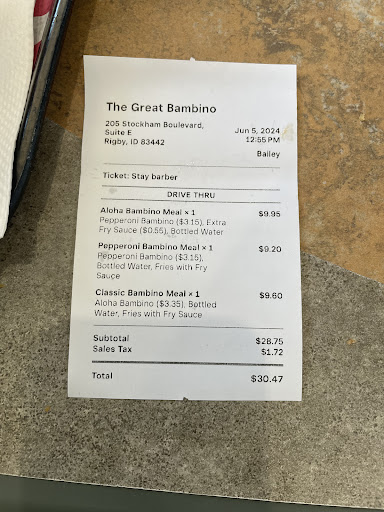 The Great Bambino
205 Stockham Boulevard,
Suite E
Rigby, ID 83442
Jun 5, 2024
12:55 PM
Bailey
Ticket: Stay barber
DRIVE THRU
Aloha Bambino Meal × 1 $9.95
Pepperoni Bambino ($3.15), Extra
Fry Sauce ($0.55), Bottled Water
Pepperoni Bambino Meal × 1 $9.20
Pepperoni Bambino ($3.15),
Bottled Water, Fries with Fry
Sauce
Classic Bambino Meal × 1 $9.60
Aloha Bambino ($3.35), Bottled
Water, Fries with Fry Sauce
Subtotal $28.75
Sales Tax $1.72
Total $30.47